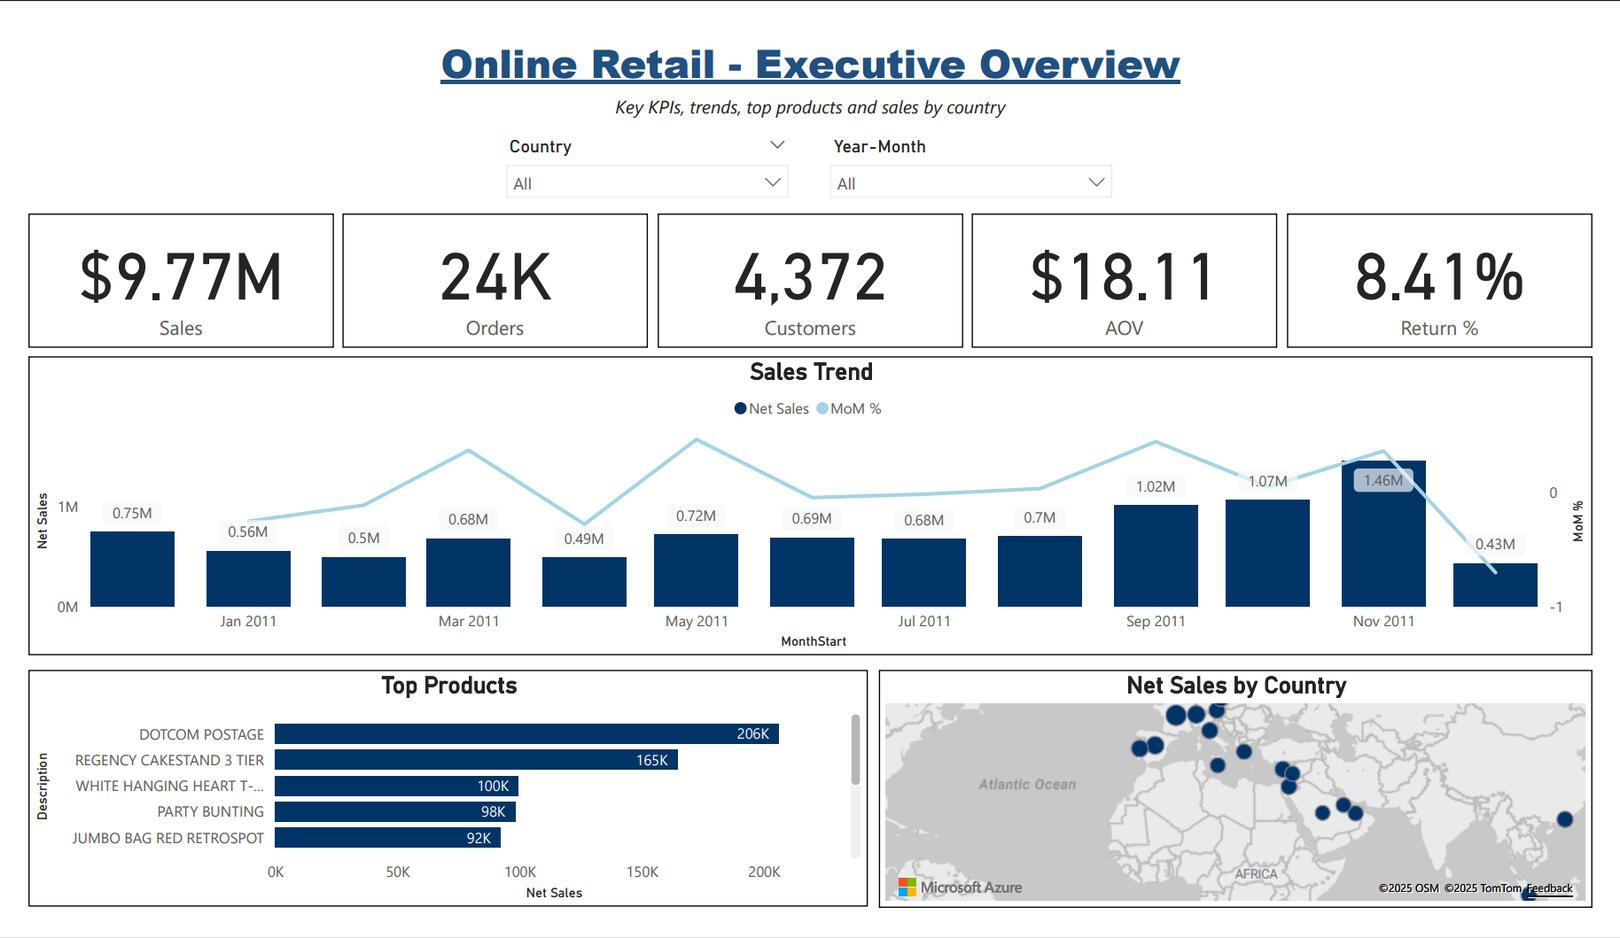 Online Retail - Executive Overview
Key KPIs, trends, top products and sales by country
Country
Year-Month
All
All
$9.77M
Sales
24K
Orders
4,372
Customers
$18.11
AOV
8.41%
Return %
Sales Trend
Net Sales MoM %
Net Sales
1M
0M
0.75M
0.56M
0.5M
0.68M
0.49M
0.72M
0.69M
0.68M
0.7M
1.02M
1.07M
1.46M
0.43M
0
-1
MoM %
Jan 2011
Mar 2011
May 2011
Jul 2011
Sep 2011
Nov 2011
MonthStart
Top Products
Description
DOTCOM POSTAGE 206K
REGENCY CAKESTAND 3 TIER 165K
WHITE HANGING HEART T-... 100K
PARTY BUNTING 98K
JUMBO BAG RED RETROSPOT 92K
0K 50K 100K 150K 200K
Net Sales
Net Sales by Country
Atlantic Ocean
AFRICA
Microsoft Azure
©2025 OSM ©2025 TomTom Feedback